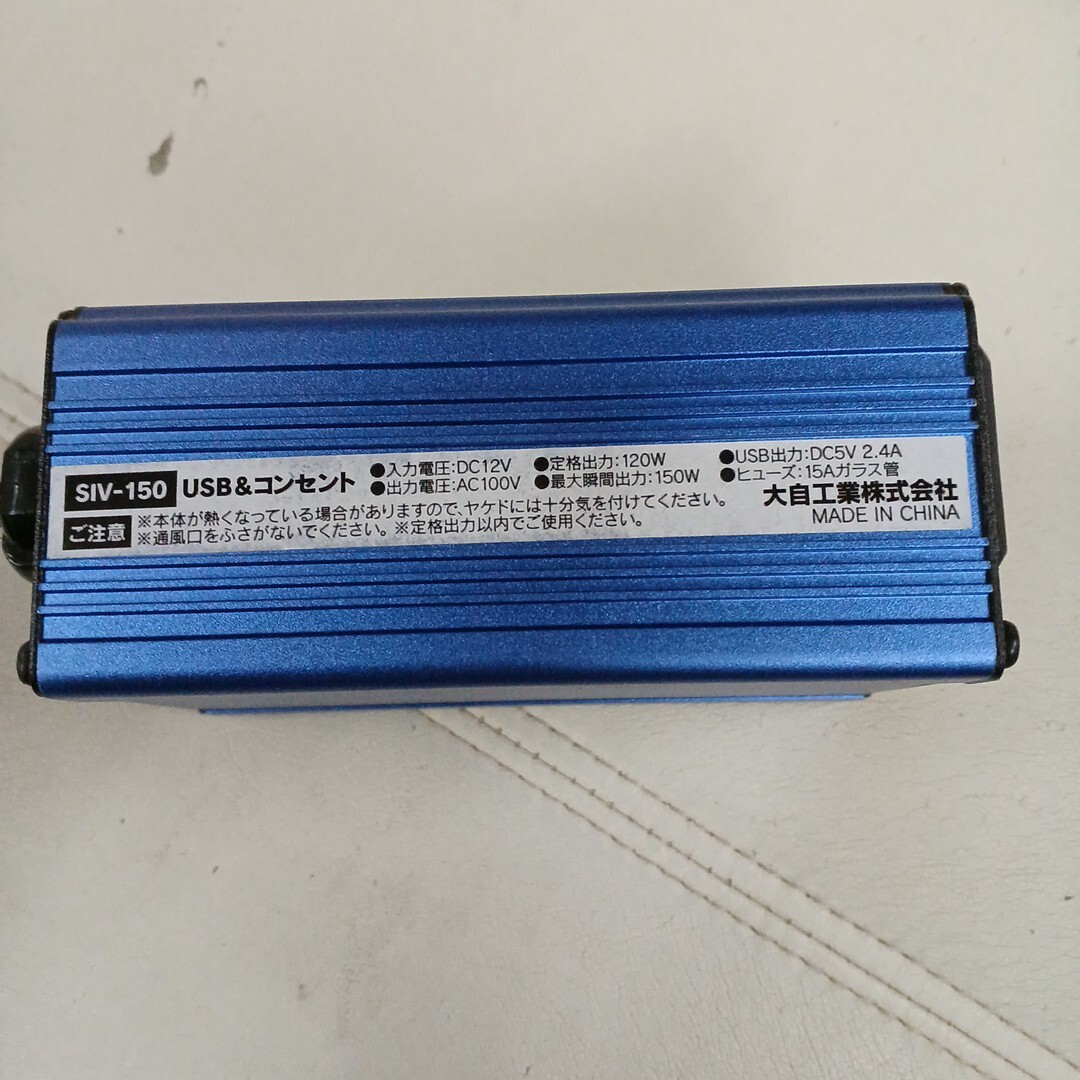 SIV-150 USB&コンセント ●入力電圧:DC12V ●定格出力:120W ●USB出力:DC5V 2.4A
●出力電圧:AC100V ●最大瞬間出力:150W ●ヒューズ:15Aガラス管
ご注意 ※本体が熱くなっている場合がありますので、ヤケドには十分気を付けてください。 大自工業株式会社
※通風口をふさがないでください。※定格出力以内でご使用ください。 MADE IN CHINA